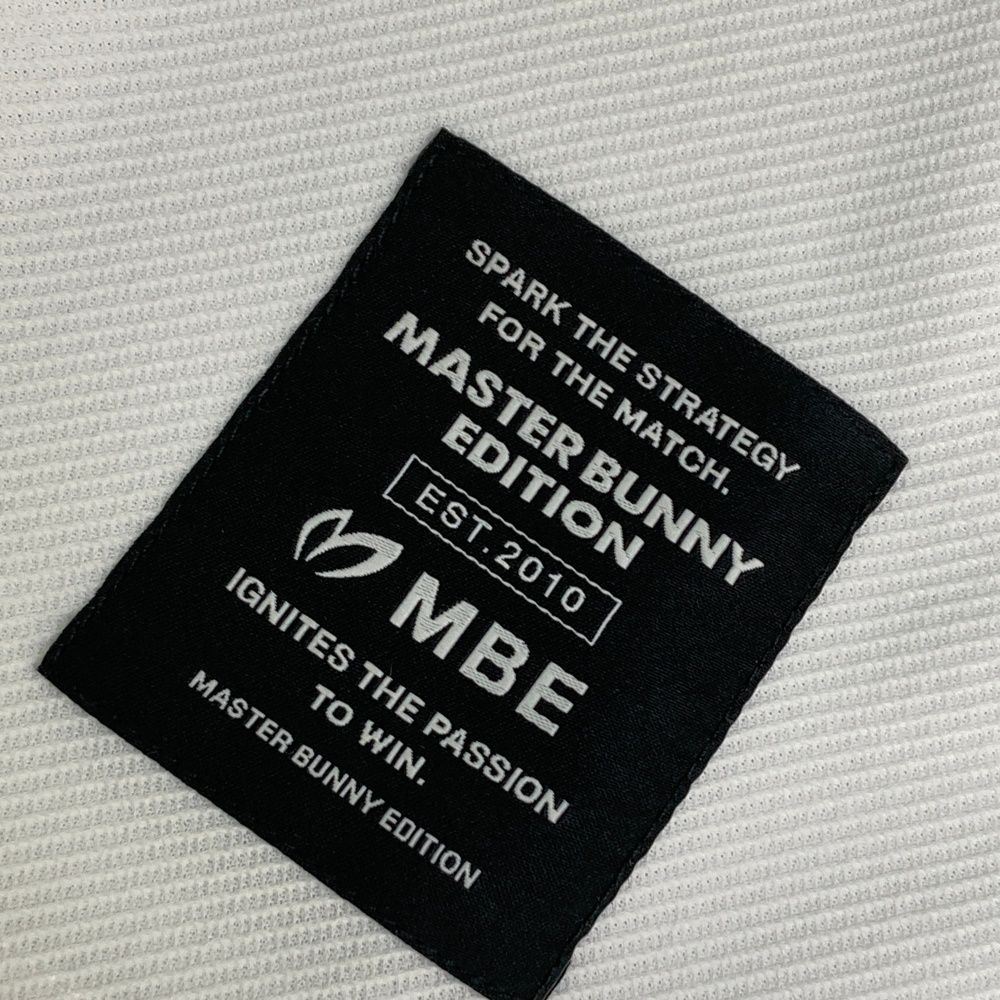 SPARK THE STRATEGY
FOR THE MATCH.
MASTER BUNNY
EDITION
EST.2010
MBE
IGNITES THE PASSION
TO WIN.
MASTER BUNNY EDITION